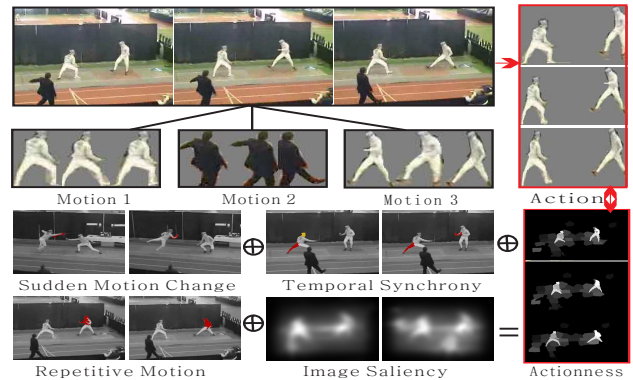 Motion 1
Motion 2
Motion 3
Action
Sudden Motion Change
Temporal Synchrony
Repetitive Motion
Image Saliency
Actionness